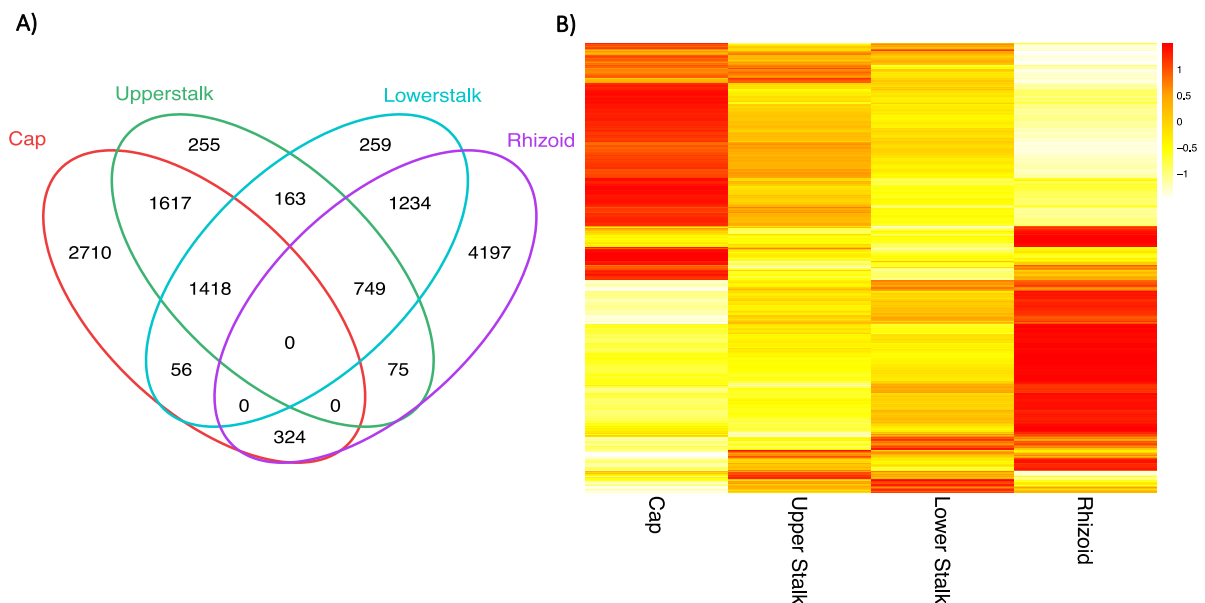 A)
B)
Upperstalk
Lowerstalk
Cap
Rhizoid
255
259
1617
163
1234
2710
4197
1418
749
0
56
75
0
0
324
1
0.5
0
−0.5
−1
Cap
Upper Stalk
Lower Stalk
Rhizoid